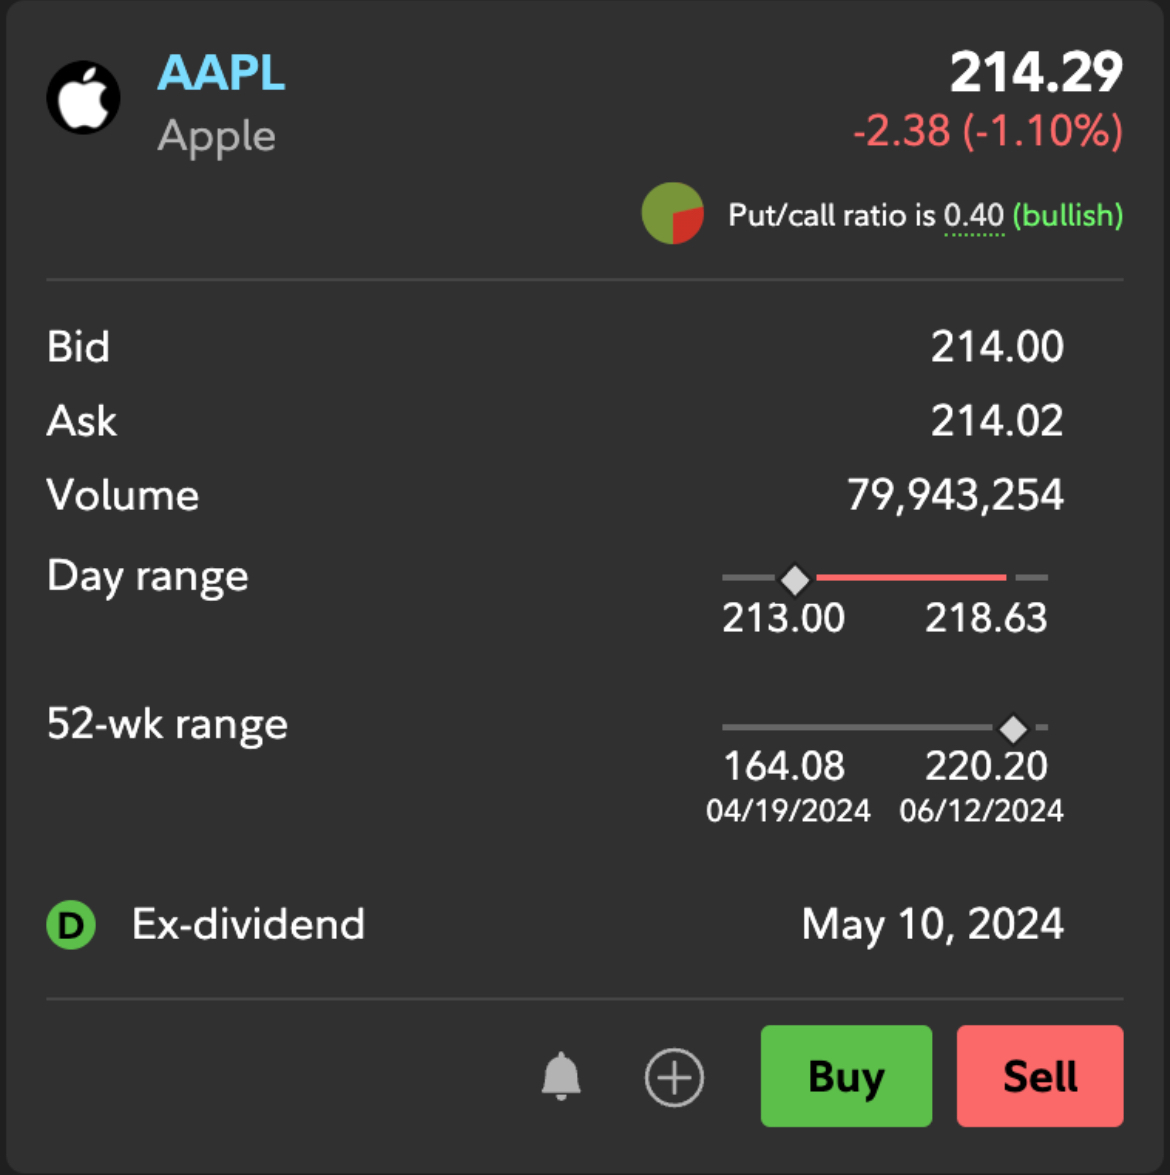 AAPL
214.29
Apple
-2.38 (-1.10%)
Put/call ratio is 0.40 (bullish)
Bid 214.00
Ask 214.02
Volume 79,943,254
Day range
213.00 218.63
52-wk range
164.08 220.20
04/19/2024 06/12/2024
D Ex-dividend May 10, 2024
Buy Sell